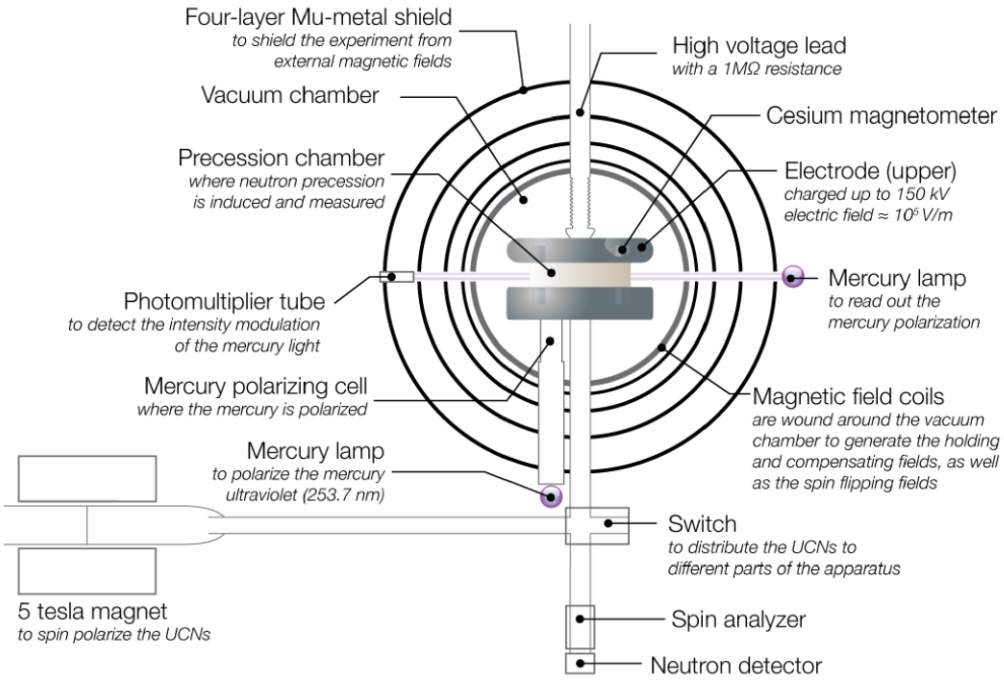 Four-layer Mu-metal shield
to shield the experiment from
external magnetic fields
Vacuum chamber
Precession chamber
where neutron precession
is induced and measured
Photomultiplier tube
to detect the intensity modulation
of the mercury light
Mercury polarizing cell
where the mercury is polarized
Mercury lamp
to polarize the mercury
ultraviolet (253.7 nm)
5 tesla magnet
to spin polarize the UCNs
High voltage lead
with a 1MΩ resistance
Cesium magnetometer
Electrode (upper)
charged up to 150 kV
electric field ≈ 10⁵ V/m
Mercury lamp
to read out the
mercury polarization
Magnetic field coils
are wound around the vacuum
chamber to generate the holding
and compensating fields, as well
as the spin flipping fields
Switch
to distribute the UCNs to
different parts of the apparatus
Spin analyzer
Neutron detector